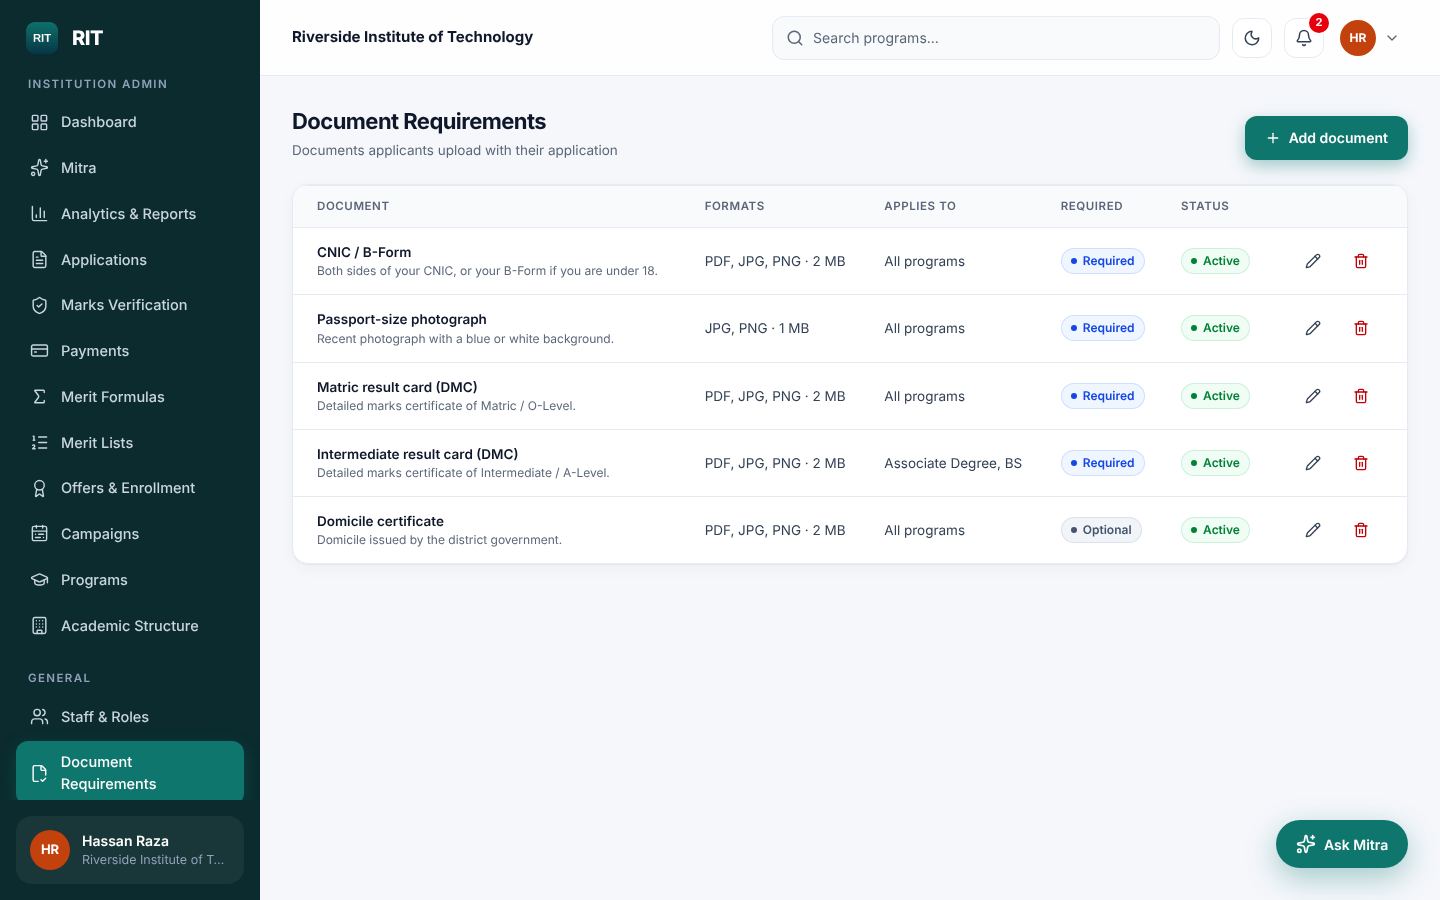 RIT
RIT
INSTITUTION ADMIN
Dashboard
Mitra
Analytics & Reports
Applications
Marks Verification
Payments
Merit Formulas
Merit Lists
Offers & Enrollment
Campaigns
Programs
Academic Structure
GENERAL
Staff & Roles
Document
Requirements
HR
Hassan Raza
Riverside Institute of T...
Riverside Institute of Technology
Search programs...
2
HR
Document Requirements
Documents applicants upload with their application
Add document
DOCUMENT FORMATS APPLIES TO REQUIRED STATUS
CNIC / B-Form
Both sides of your CNIC, or your B-Form if you are under 18.
PDF, JPG, PNG · 2 MB All programs Required Active
Passport-size photograph
Recent photograph with a blue or white background.
JPG, PNG · 1 MB All programs Required Active
Matric result card (DMC)
Detailed marks certificate of Matric / O-Level.
PDF, JPG, PNG · 2 MB All programs Required Active
Intermediate result card (DMC)
Detailed marks certificate of Intermediate / A-Level.
PDF, JPG, PNG · 2 MB Associate Degree, BS Required Active
Domicile certificate
Domicile issued by the district government.
PDF, JPG, PNG · 2 MB All programs Optional Active
Ask Mitra